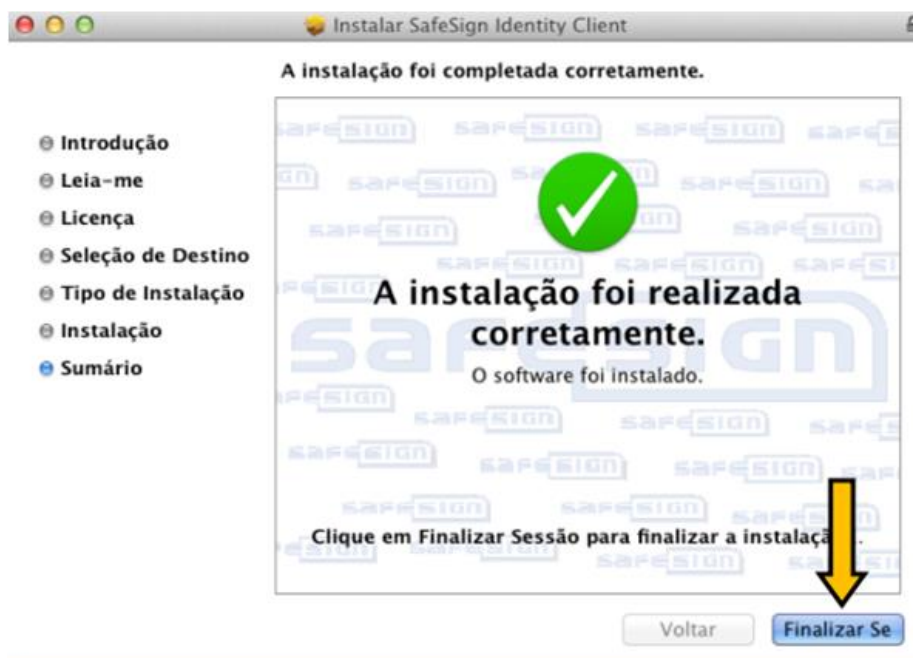 Instalar SafeSign Identity Client
A instalação foi completada corretamente.
Introdução
Leia-me
Licença
Seleção de Destino
Tipo de Instalação
Instalação
Sumário
safesign
A instalação foi realizada
corretamente.
O software foi instalado.
Clique em Finalizar Sessão para finalizar a
Voltar
Finalizar Se